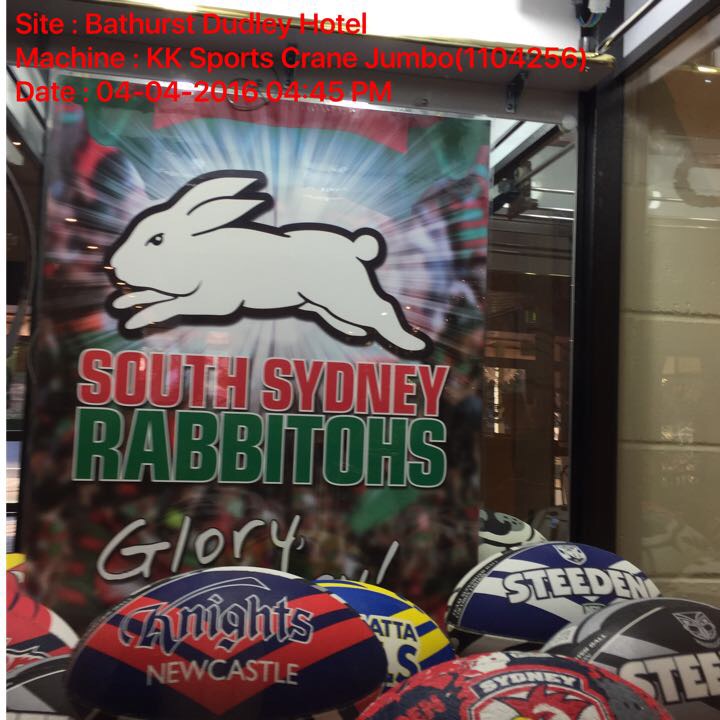 Site : Bathurst Dudley Hotel
Machine : KK Sports Crane Jumbo(1104256)
Date : 04-04-2016 04:45 PM
SOUTH SYDNEY
RABBITOHS
Glory,
STEEDEN
Knights
NEWCASTLE
SYDNEY